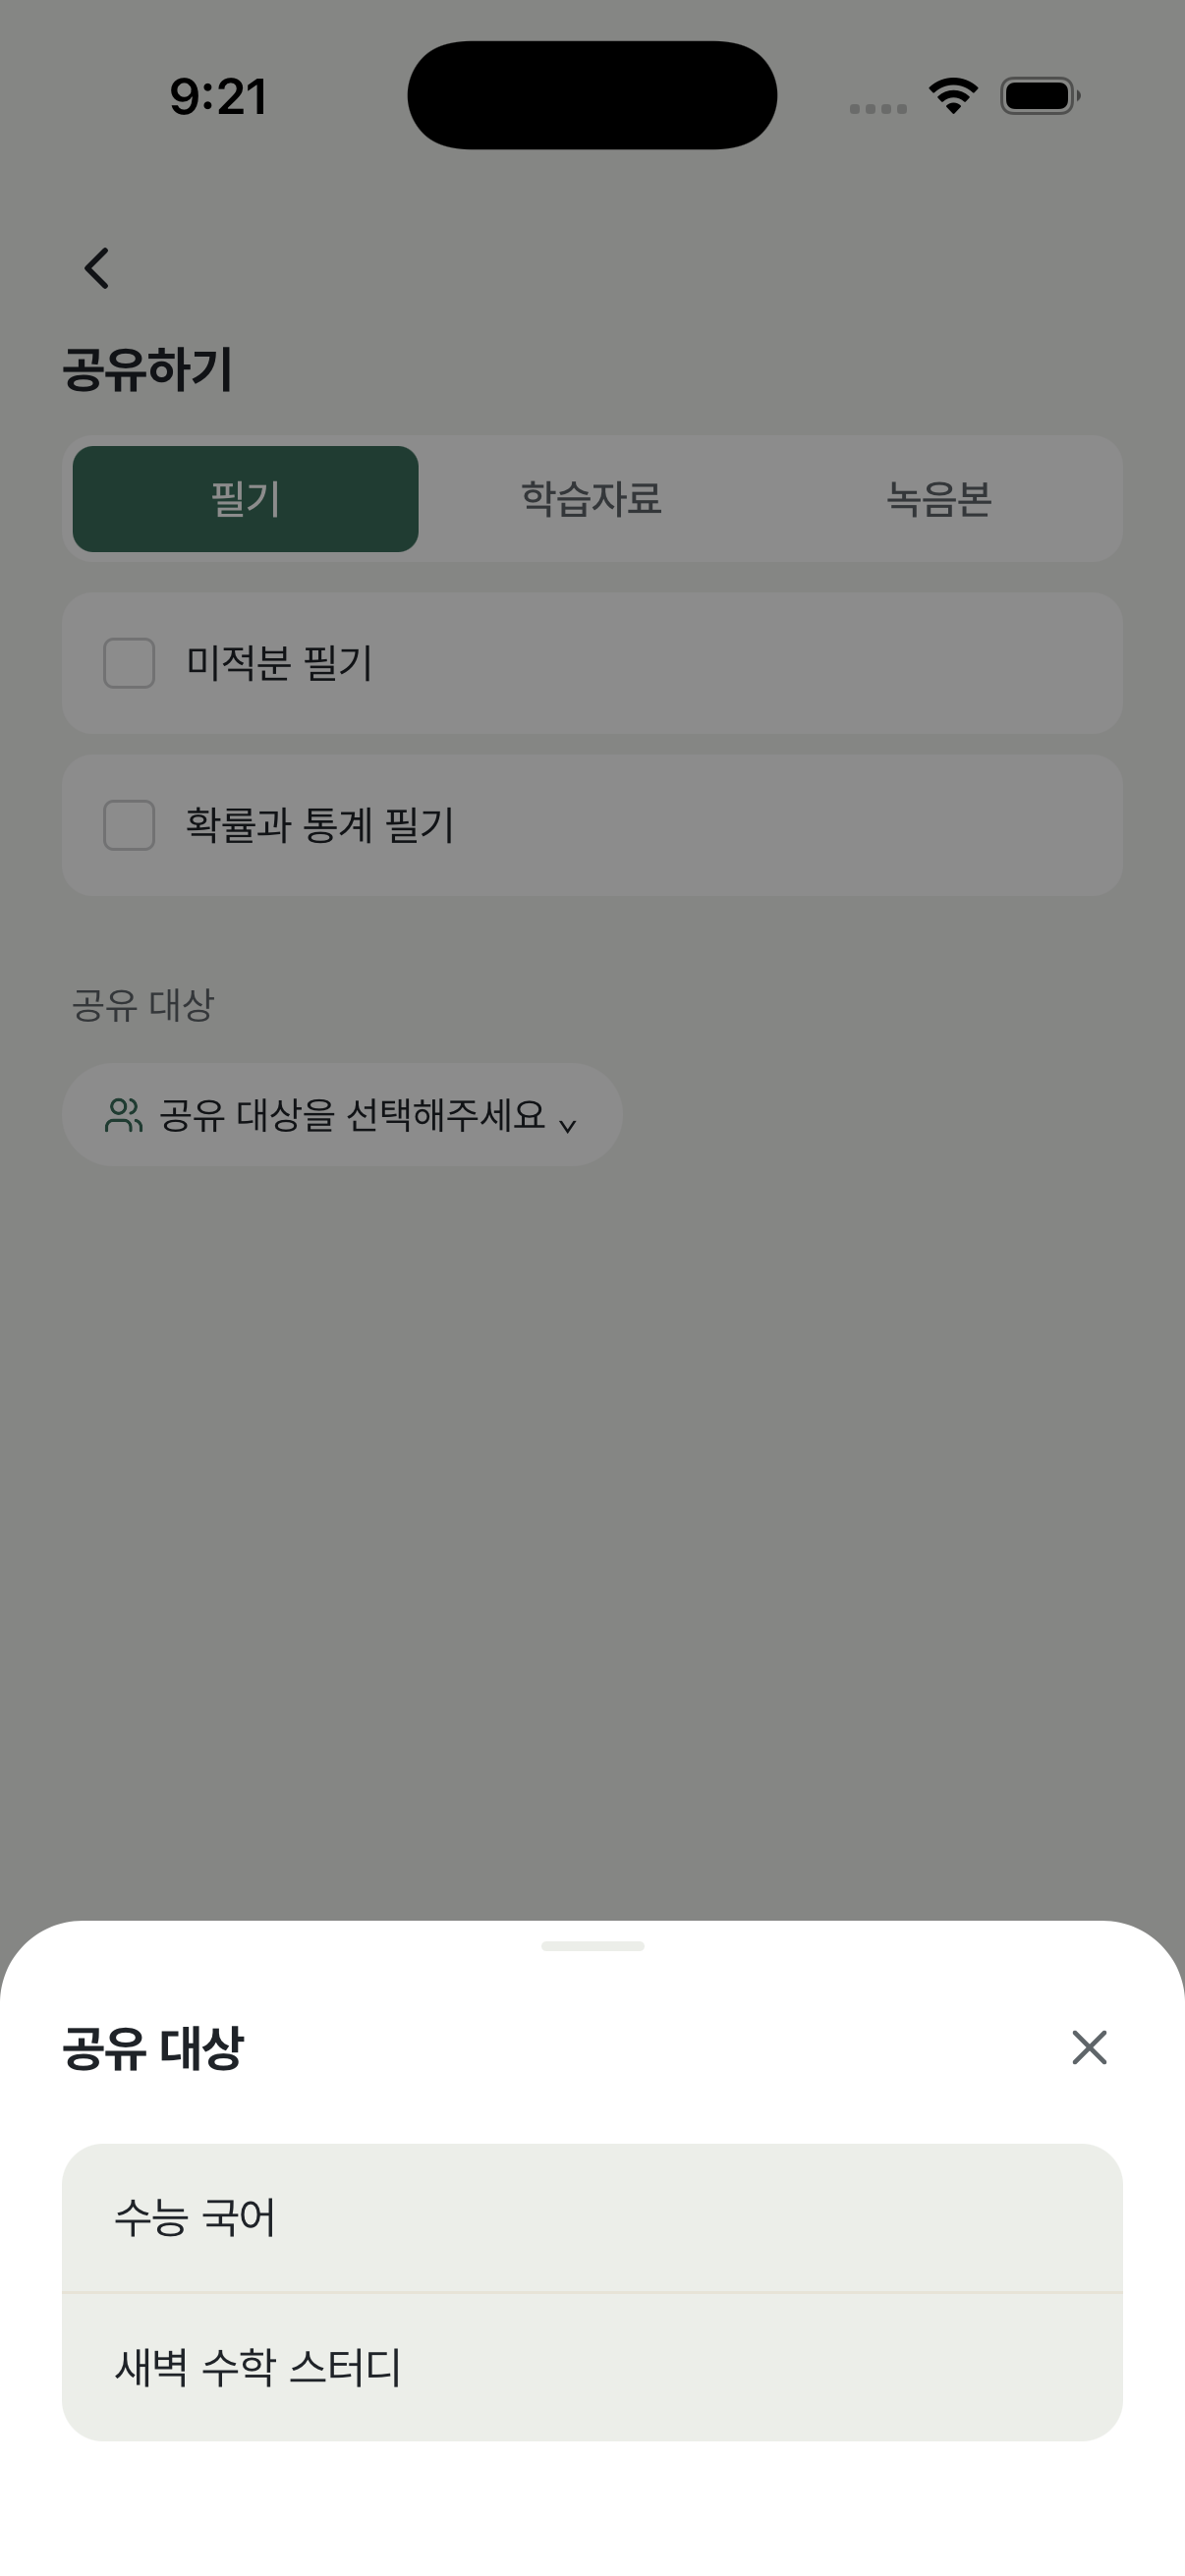 9:21
공유하기
필기 학습자료 녹음본
미적분 필기
확률과 통계 필기
공유 대상
공유 대상을 선택해주세요
공유 대상
수능 국어
새벽 수학 스터디